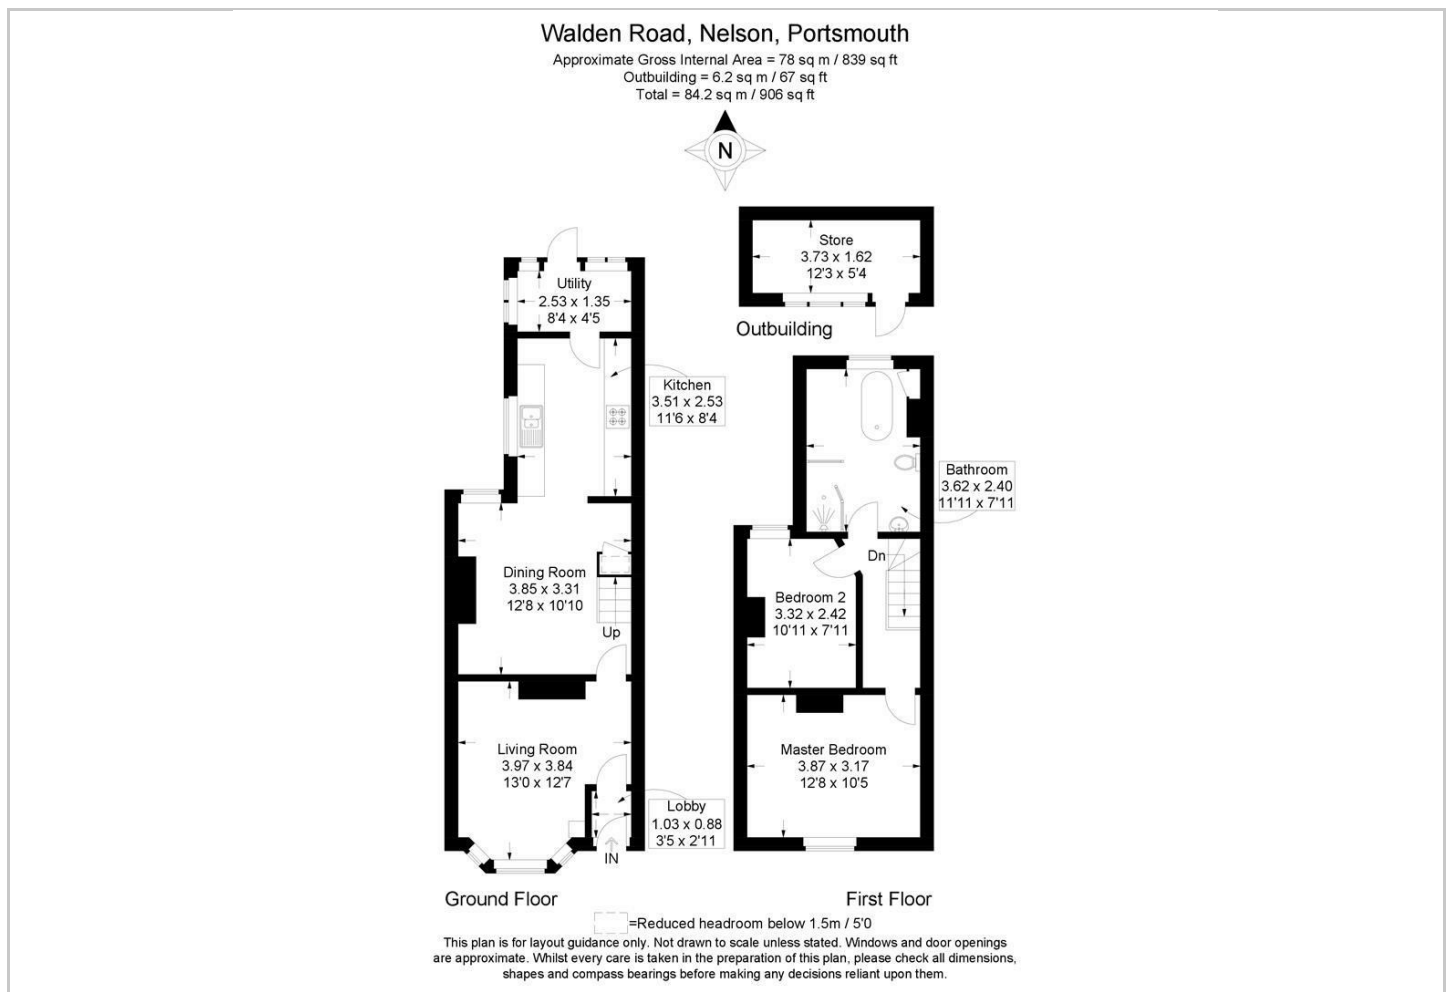 Walden Road, Nelson, Portsmouth
Approximate Gross Internal Area = 78 sq m / 839 sq ft
Outbuilding = 6.2 sq m / 67 sq ft
Total = 84.2 sq m / 906 sq ft
N
Store
3.73 x 1.62
12'3 x 5'4
Outbuilding
Utility
2.53 x 1.35
8'4 x 4'5
Kitchen
3.51 x 2.53
11'6 x 8'4
Dining Room
3.85 x 3.31
12'8 x 10'10
Up
Living Room
3.97 x 3.84
13'0 x 12'7
Lobby
1.03 x 0.88
3'5 x 2'11
IN
Ground Floor
Bathroom
3.62 x 2.40
11'11 x 7'11
Dn
Bedroom 2
3.32 x 2.42
10'11 x 7'11
Master Bedroom
3.87 x 3.17
12'8 x 10'5
First Floor
=Reduced headroom below 1.5m / 5'0
This plan is for layout guidance only. Not drawn to scale unless stated. Windows and door openings
are approximate. Whilst every care is taken in the preparation of this plan, please check all dimensions,
shapes and compass bearings before making any decisions reliant upon them.